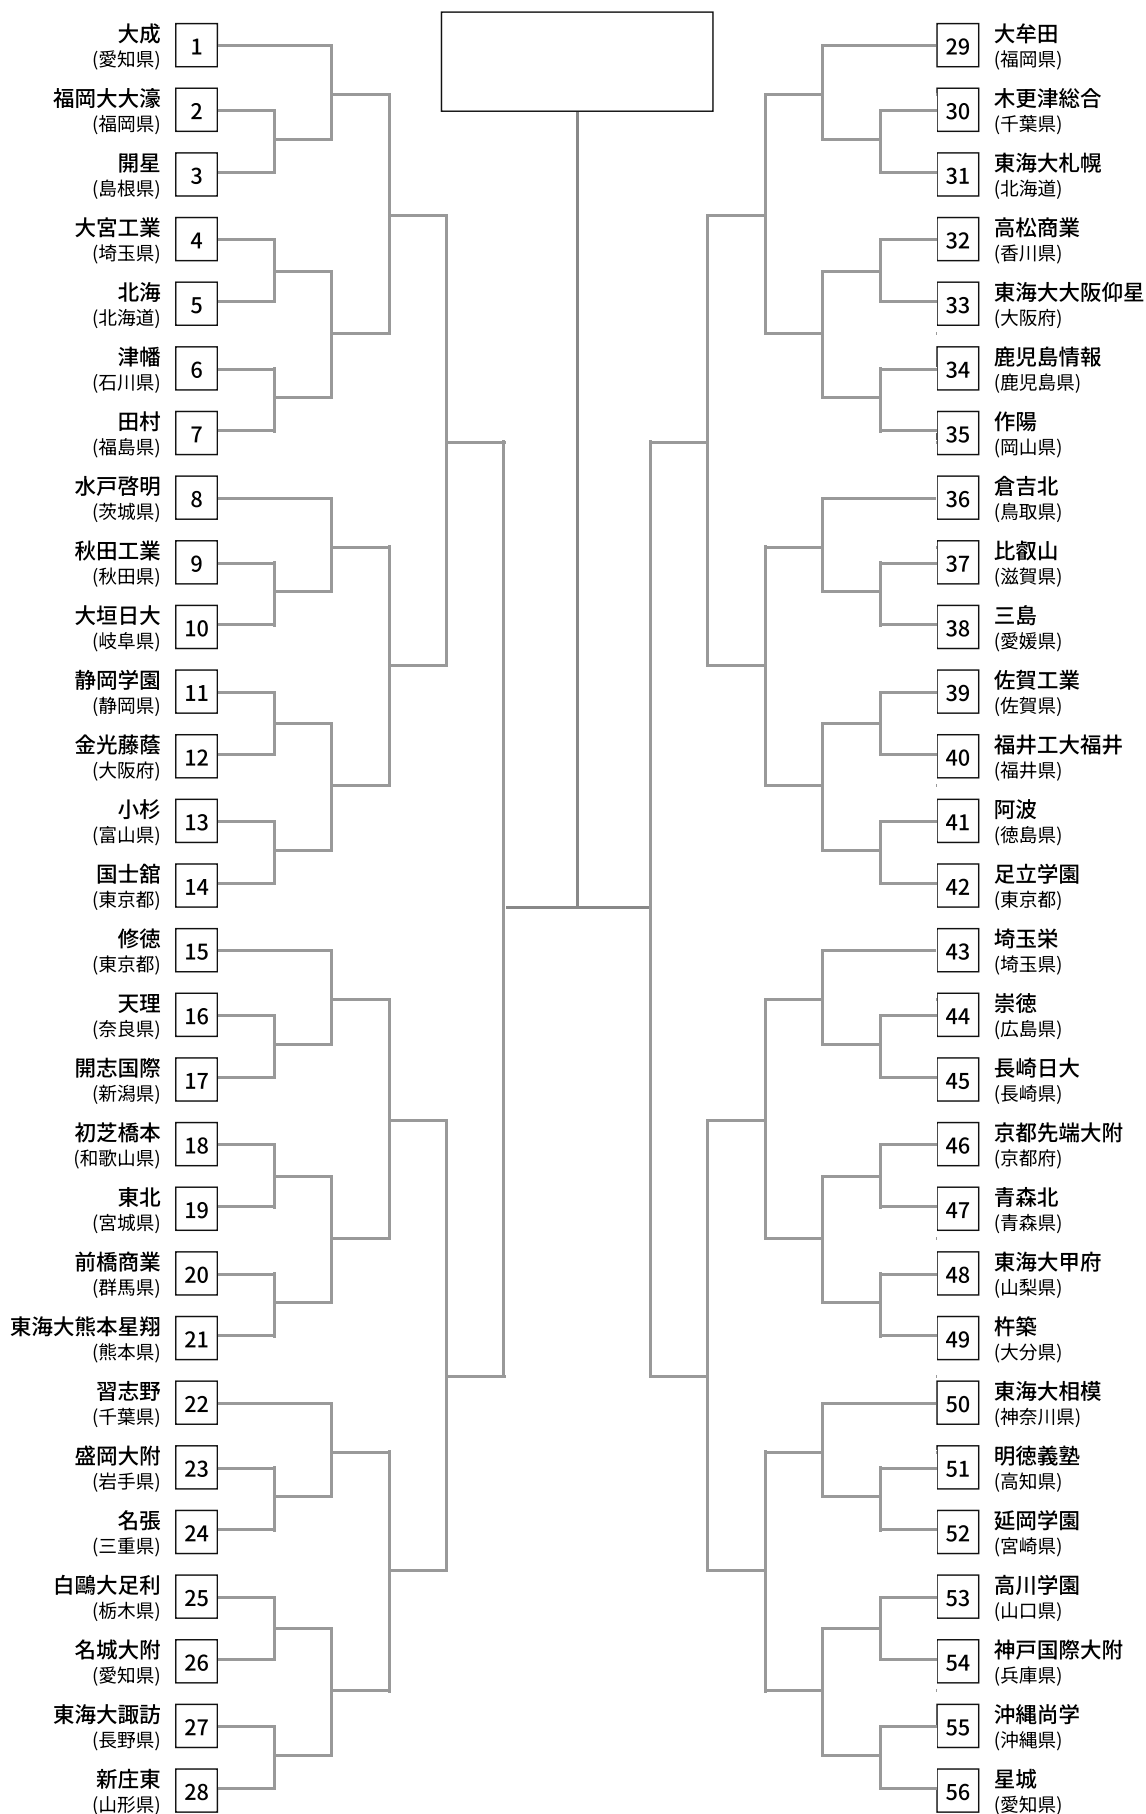 大成
(愛知県)
1
福岡大大濠
(福岡県)
2
開星
(島根県)
3
大宮工業
(埼玉県)
4
北海
(北海道)
5
津幡
(石川県)
6
田村
(福島県)
7
水戸啓明
(茨城県)
8
秋田工業
(秋田県)
9
大垣日大
(岐阜県)
10
静岡学園
(静岡県)
11
金光藤蔭
(大阪府)
12
小杉
(富山県)
13
国士舘
(東京都)
14
修徳
(東京都)
15
天理
(奈良県)
16
開志国際
(新潟県)
17
初芝橋本
(和歌山県)
18
東北
(宮城県)
19
前橋商業
(群馬県)
20
東海大熊本星翔
(熊本県)
21
習志野
(千葉県)
22
盛岡大附
(岩手県)
23
名張
(三重県)
24
白鷗大足利
(栃木県)
25
名城大附
(愛知県)
26
東海大諏訪
(長野県)
27
新庄東
(山形県)
28
29
大牟田
(福岡県)
30
木更津総合
(千葉県)
31
東海大札幌
(北海道)
32
高松商業
(香川県)
33
東海大大阪仰星
(大阪府)
34
鹿児島情報
(鹿児島県)
35
作陽
(岡山県)
36
倉吉北
(鳥取県)
37
比叡山
(滋賀県)
38
三島
(愛媛県)
39
佐賀工業
(佐賀県)
40
福井工大福井
(福井県)
41
阿波
(徳島県)
42
足立学園
(東京都)
43
埼玉栄
(埼玉県)
44
崇徳
(広島県)
45
長崎日大
(長崎県)
46
京都先端大附
(京都府)
47
青森北
(青森県)
48
東海大甲府
(山梨県)
49
杵築
(大分県)
50
東海大相模
(神奈川県)
51
明徳義塾
(高知県)
52
延岡学園
(宮崎県)
53
高川学園
(山口県)
54
神戸国際大附
(兵庫県)
55
沖縄尚学
(沖縄県)
56
星城
(愛知県)